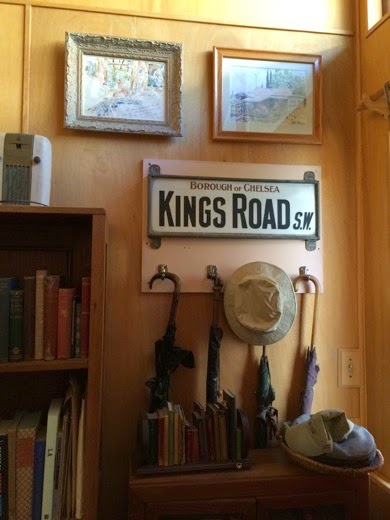 BOROUGH OF CHELSEA
KINGS ROAD S.W.